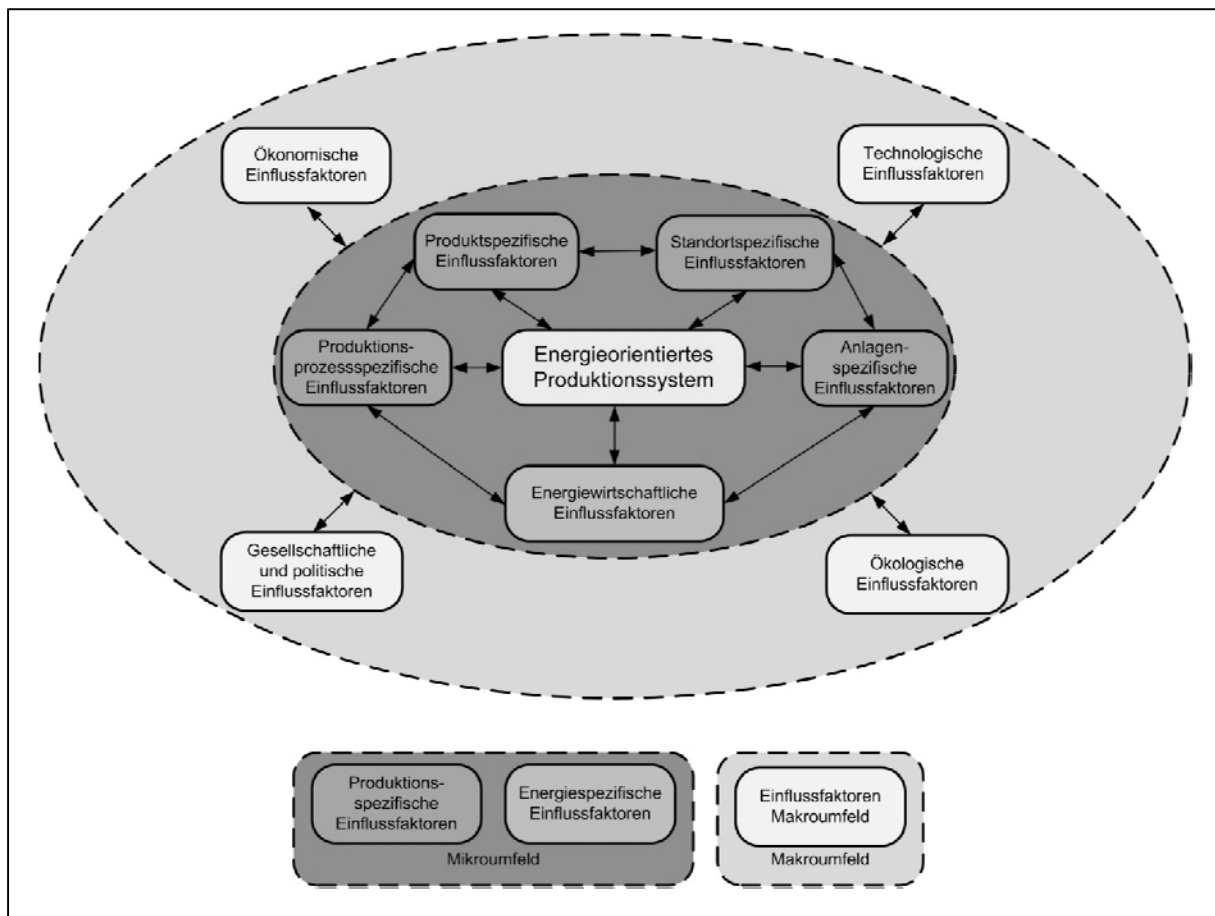 Ökonomische
Einflussfaktoren
Technologische
Einflussfaktoren
Produktspezifische
Einflussfaktoren
Standortspezifische
Einflussfaktoren
Produktions-
prozessspezifische
Einflussfaktoren
Energieorientiertes
Produktionssystem
Anlagen-
spezifische
Einflussfaktoren
Energiewirtschaftliche
Einflussfaktoren
Gesellschaftliche
und politische
Einflussfaktoren
Ökologische
Einflussfaktoren
Produktions-
spezifische
Einflussfaktoren
Energiespezifische
Einflussfaktoren
Mikroumfeld
Einflussfaktoren
Makroumfeld
Makroumfeld